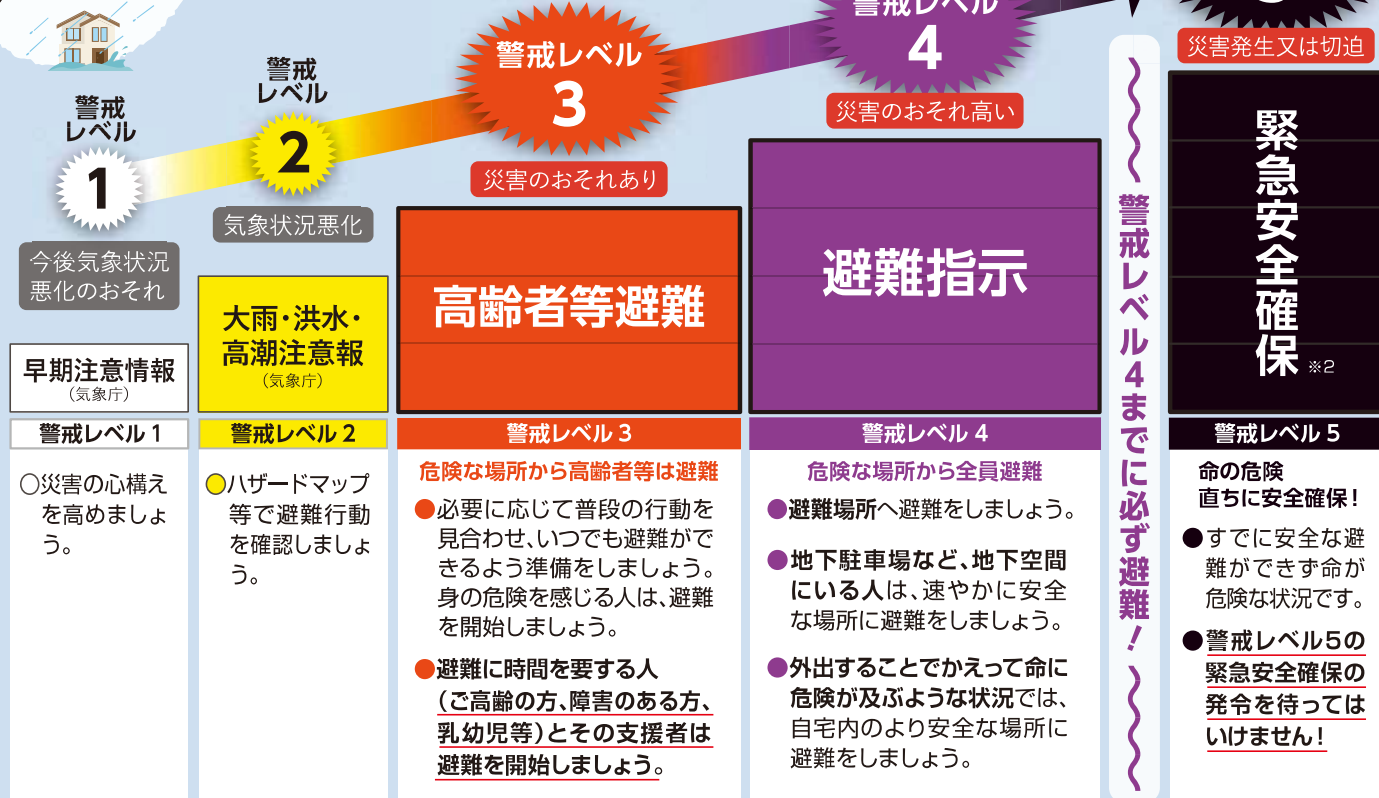 警戒
レベル
1
今後気象状況
悪化のおそれ
早期注意情報
(気象庁)
警戒レベル 1
○災害の心構え
を高めましょ
う。
警戒
レベル
2
気象状況悪化
大雨・洪水・
高潮注意報
(気象庁)
警戒レベル 2
●ハザードマップ
等で避難行動
を確認しましょ
う。
警戒レベル
3
災害のおそれあり
高齢者等避難
警戒レベル 3
危険な場所から高齢者等は避難
●必要に応じて普段の行動を
見合わせ、いつでも避難がで
きるよう準備をしましょう。
身の危険を感じる人は、避難
を開始しましょう。
●避難に時間を要する人
(ご高齢の方、障害のある方、
乳幼児等)とその支援者は
避難を開始しましょう。
警戒レベル
4
災害のおそれ高い
避難指示
警戒レベル 4
危険な場所から全員避難
●避難場所へ避難をしましょう。
●地下駐車場など、地下空間
にいる人は、速やかに安全
な場所に避難をしましょう。
●外出することでかえって命に
危険が及ぶような状況では、
自宅内のより安全な場所に
避難をしましょう。
警戒レベル4までに必ず避難!
災害発生又は切迫
緊急安全確保 ※2
警戒レベル 5
命の危険
直ちに安全確保!
●すでに安全な避
難ができず命が
危険な状況です。
●警戒レベル5の
緊急安全確保の
発令を待っては
いけません!